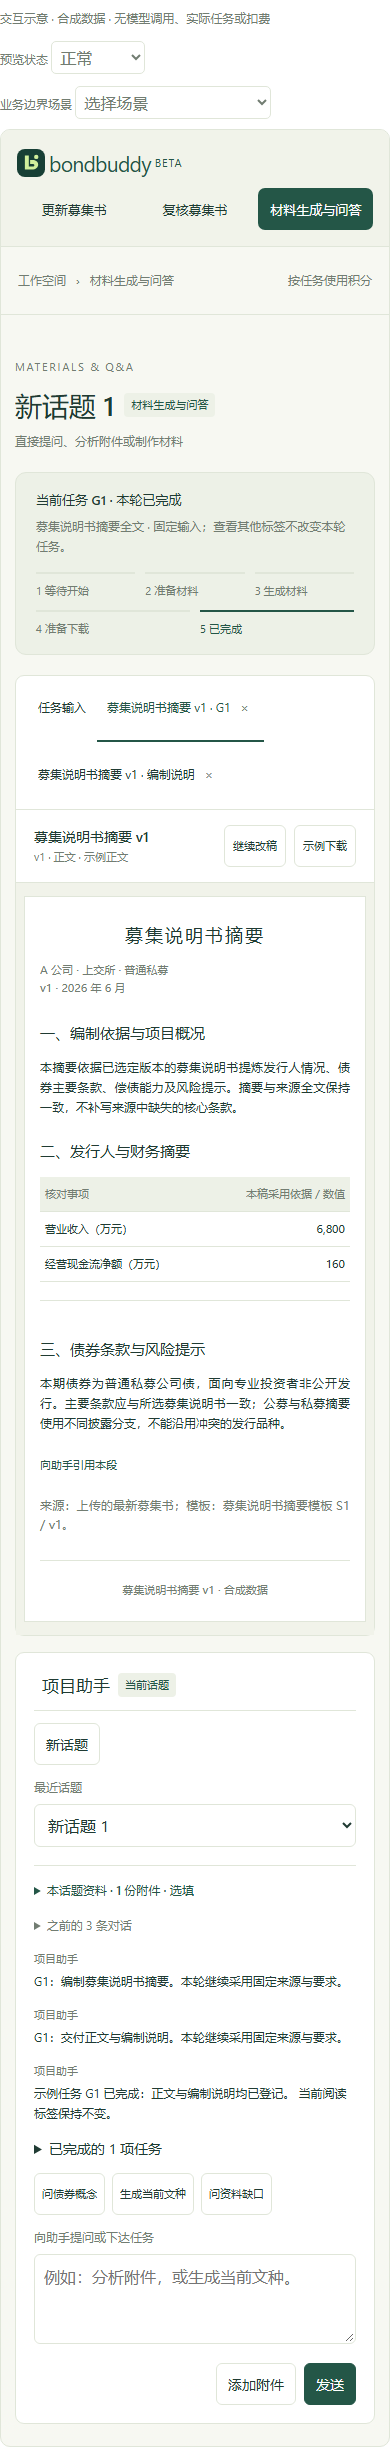 交互示意 · 合成数据 · 无模型调用、实际任务或扣费
预览状态 正常
业务边界场景 选择场景
bondbuddy BETA
更新募集书 复核募集书 材料生成与问答
工作空间 › 材料生成与问答 按任务使用积分
MATERIALS & Q&A
新话题 1 材料生成与问答
直接提问、分析附件或制作材料
当前任务 G1 · 本轮已完成
募集说明书摘要全文 · 固定输入；查看其他标签不改变本轮
任务。
1 等待开始 2 准备材料 3 生成材料
4 准备下载 5 已完成
任务输入 募集说明书摘要 v1 · G1 ×
募集说明书摘要 v1 · 编制说明 ×
募集说明书摘要 v1
v1 · 正文 · 示例正文
继续改稿 示例下载
募集说明书摘要
A 公司 · 上交所 · 普通私募
v1 · 2026 年 6 月
一、编制依据与项目概况
本摘要依据已选定版本的募集说明书提炼发行人情况、债
券主要条款、偿债能力及风险提示。摘要与来源全文保持
一致，不补写来源中缺失的核心条款。
二、发行人与财务摘要
核对事项 本稿采用依据 / 数值
营业收入（万元） 6,800
经营现金流净额（万元） 160
三、债券条款与风险提示
本期债券为普通私募公司债，面向专业投资者非公开发
行。主要条款应与所选募集说明书一致；公募与私募摘要
使用不同披露分支，不能沿用冲突的发行品种。
向助手引用本段
来源：上传的最新募集书；模板：募集说明书摘要模板 S1
/ v1。
募集说明书摘要 v1 · 合成数据
项目助手 当前话题
新话题
最近话题
新话题 1
▶ 本话题资料 · 1 份附件 · 选填
▶ 之前的 3 条对话
项目助手
G1：编制募集说明书摘要。本轮继续采用固定来源与要求。
项目助手
G1：交付正文与编制说明。本轮继续采用固定来源与要求。
项目助手
示例任务 G1 已完成；正文与编制说明均已登记。 当前阅读
标签保持不变。
▶ 已完成的 1 项任务
问债券概念 生成当前文种 问资料缺口
向助手提问或下达任务
例如：分析附件，或生成当前文种。
添加附件 发送